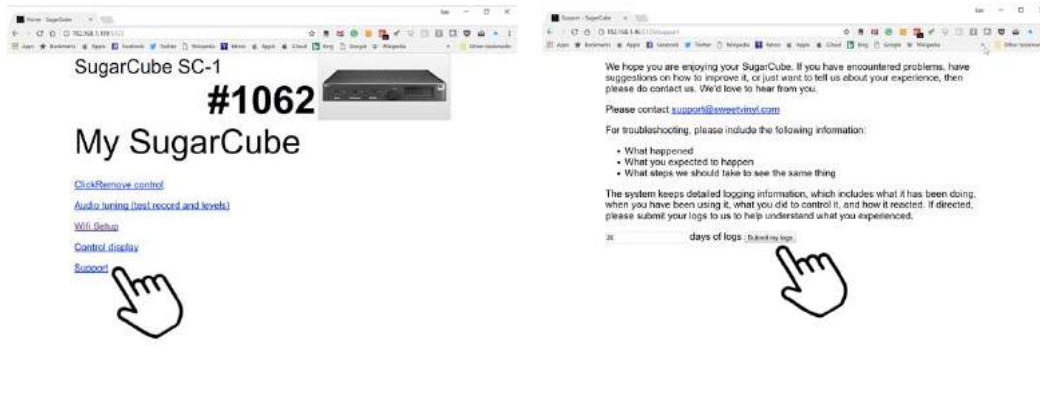 Home - SugarCube
SugarCube SC-1
#1062
My SugarCube
ClickRemove control
Audio tuning (test record and levels)
Wifi Setup
Control display
Support
Support - SugarCube
We hope you are enjoying your SugarCube. If you have encountered problems, have
suggestions on how to improve it, or just want to tell us about your experience, then
please do contact us. We'd love to hear from you.
Please contact support@sweetvinyl.com
For troubleshooting, please include the following information:
• What happened
• What you expected to happen
• What steps we should take to see the same thing
The system keeps detailed logging information, which includes what it has been doing,
when you have been using it, what you did to control it, and how it reacted. If directed,
please submit your logs to us to help understand what you experienced.
days of logs Submit my logs